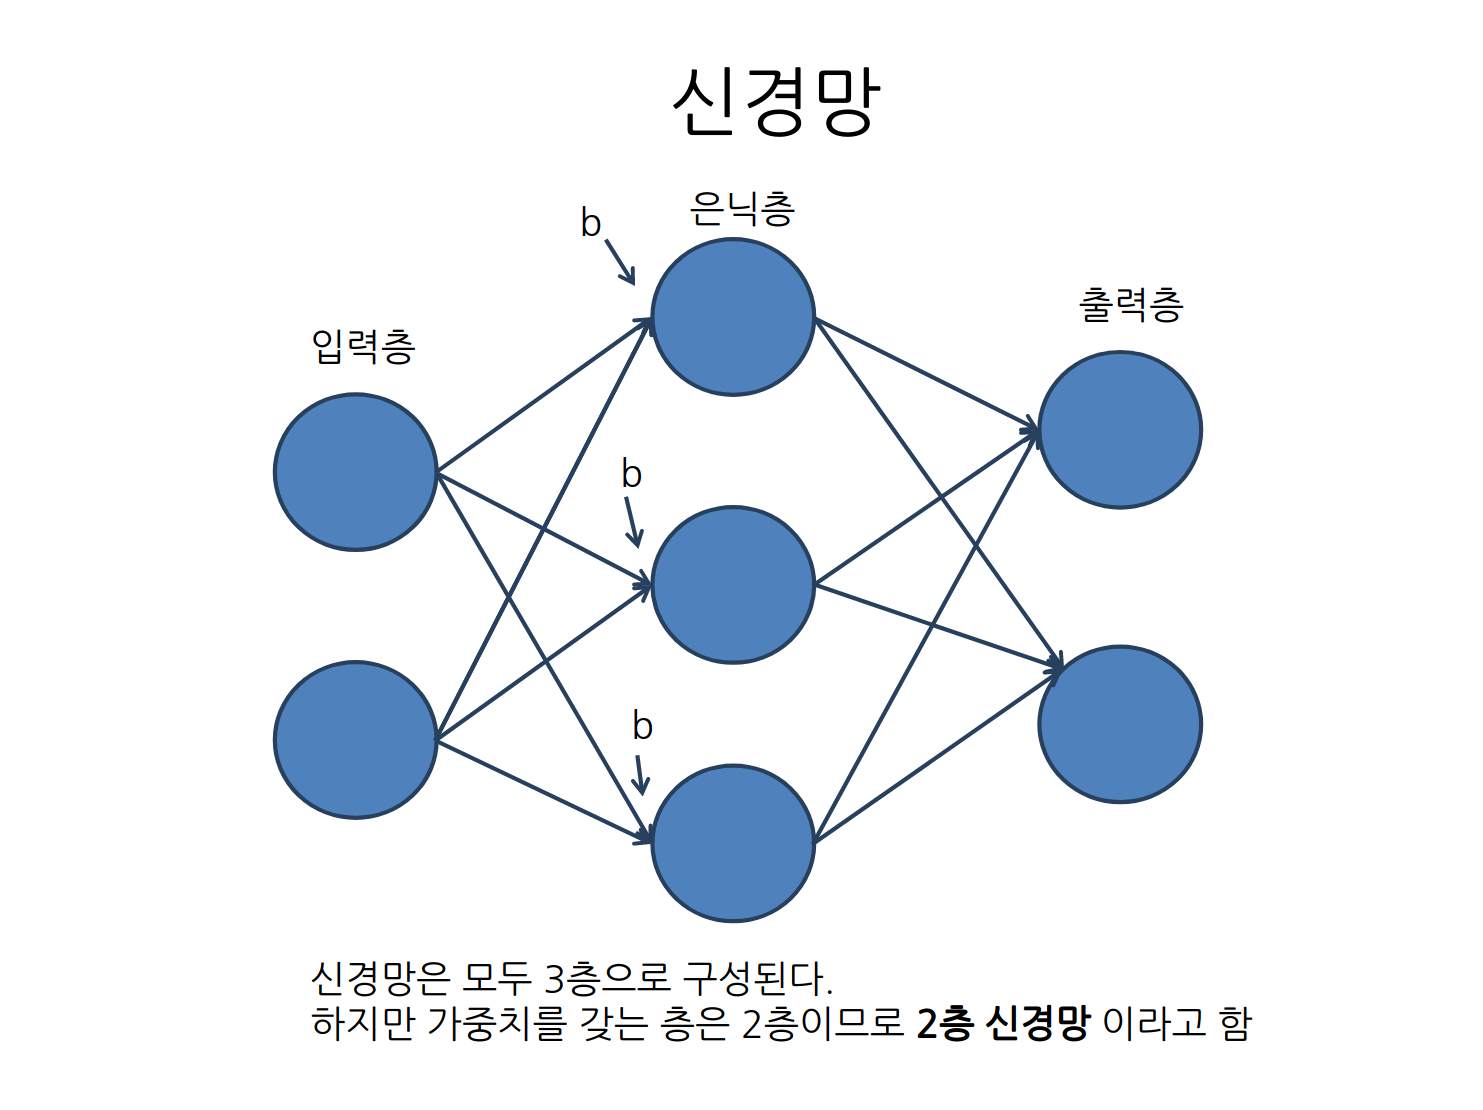 신경망
은닉층
b
출력층
입력층
b
b
신경망은 모두 3층으로 구성된다.
하지만 가중치를 갖는 층은 2층이므로 2층 신경망 이라고 함